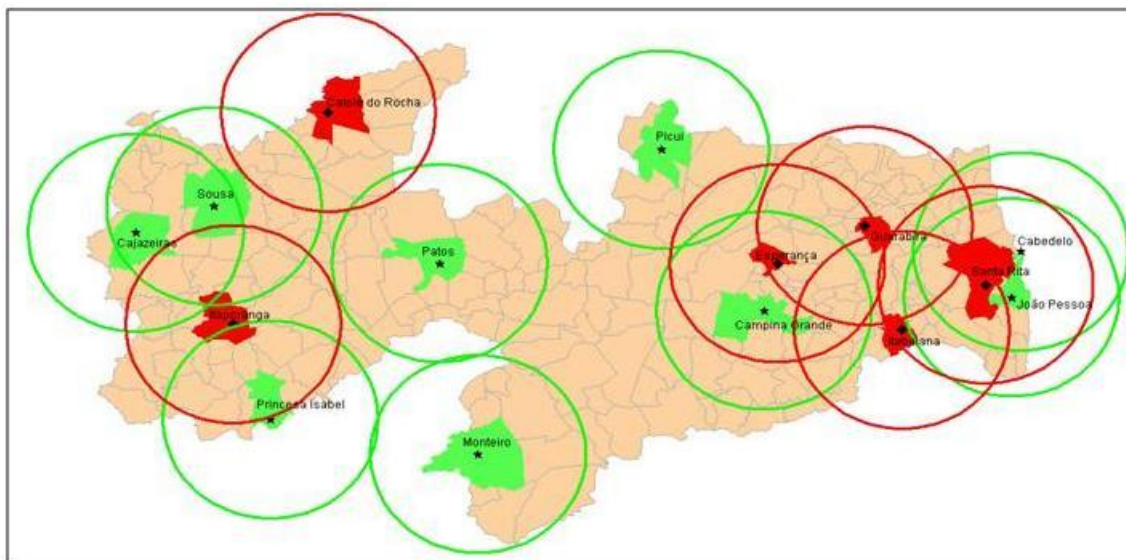 Catolé do Rocha
Picuí
Sousa
Cajazeiras
Patos
Guarabira
Esperança
Cabedelo
Santa Rita
João Pessoa
Itaporanga
Campina Grande
Itabaiana
Princesa Isabel
Monteiro